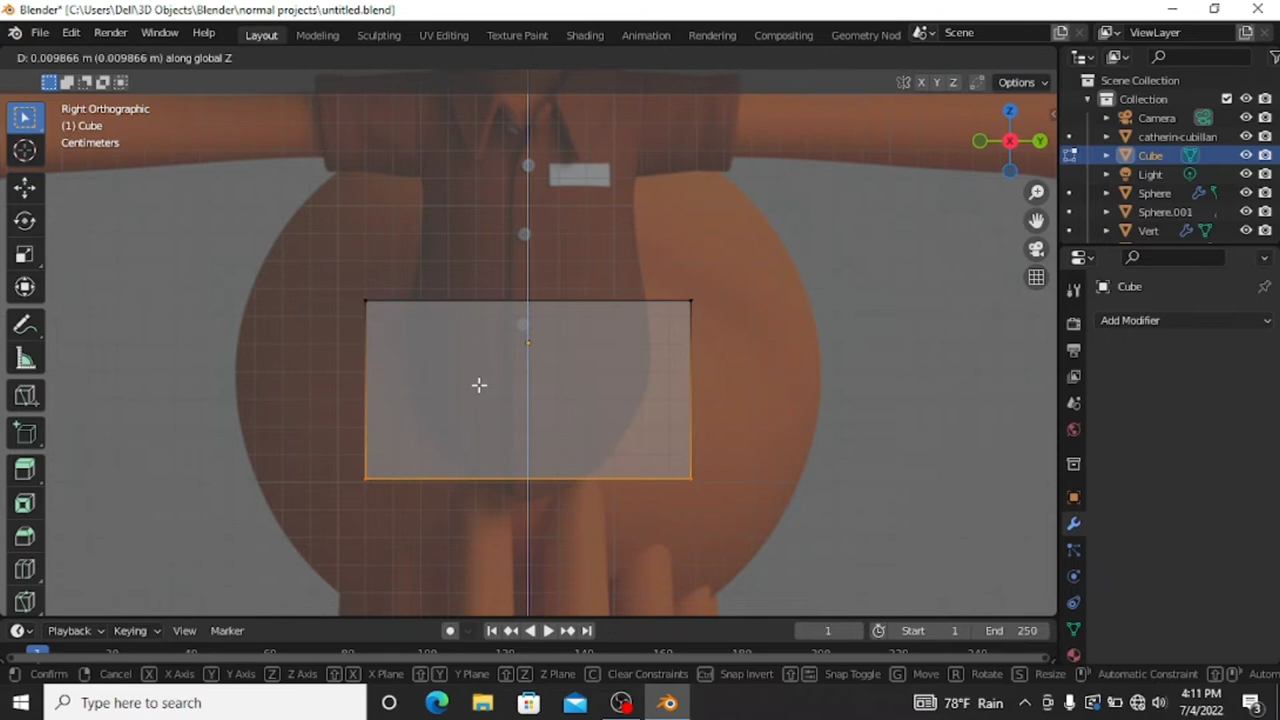 Blender* [C:\Users\Dell\3D Objects\Blender\normal projects\untitled.blend]
File Edit Render Window Help Layout Modeling Sculpting UV Editing Texture Paint Shading Animation Rendering Compositing Geometry Nod Scene ViewLayer
D: 0.009866 m (0.009866 m) along global Z
X Y Z Options
Right Orthographic
(1) Cube
Centimeters
Z
X
Y
Scene Collection
Collection
Camera
catherin-cubillan
Cube
Light
Sphere
Sphere.001
Vert
Cube
Add Modifier
Playback Keying View Marker 1 Start 1 End 250
Confirm Cancel X X Axis Y Y Axis Z Z Axis X X Plane Y Y Plane Z Z Plane C Clear Constraints Snap Invert Snap Toggle G Move R Rotate S Resize Automatic Constraint Autom
Type here to search
78°F Rain
4:11 PM
7/4/2022
3